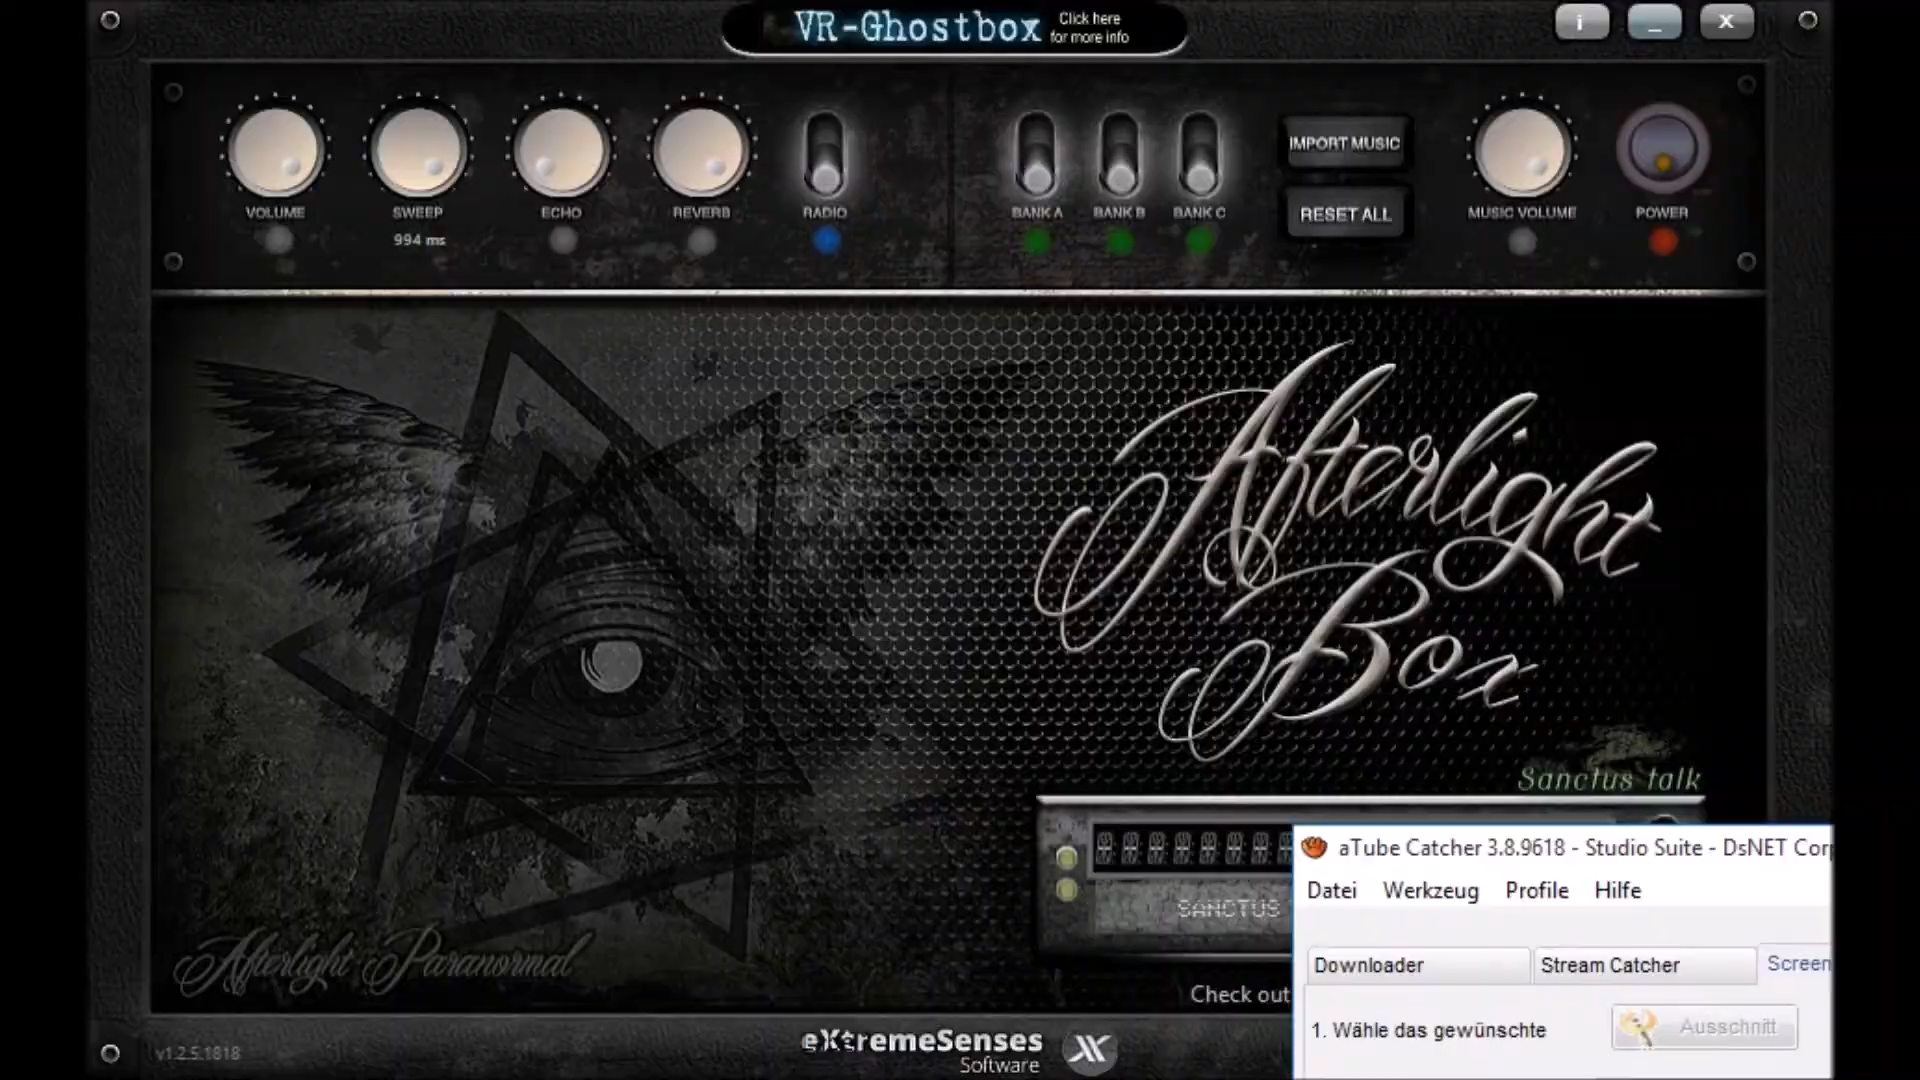 VR-Ghostbox Click here
for more info
i _ X
VOLUME SWEEP ECHO REVERB RADIO BANK A BANK B BANK C IMPORT MUSIC RESET ALL MUSIC VOLUME POWER
994 ms
Afterlight
Box
Sanctus talk
SANCTUS
Afterlight Paranormal
Check out
eXtremeSenses
Software
v1.2.5.1818
aTube Catcher 3.8.9618 - Studio Suite - DsNET Corp
Datei Werkzeug Profile Hilfe
Downloader Stream Catcher Screen
1. Wähle das gewünschte Ausschnitt